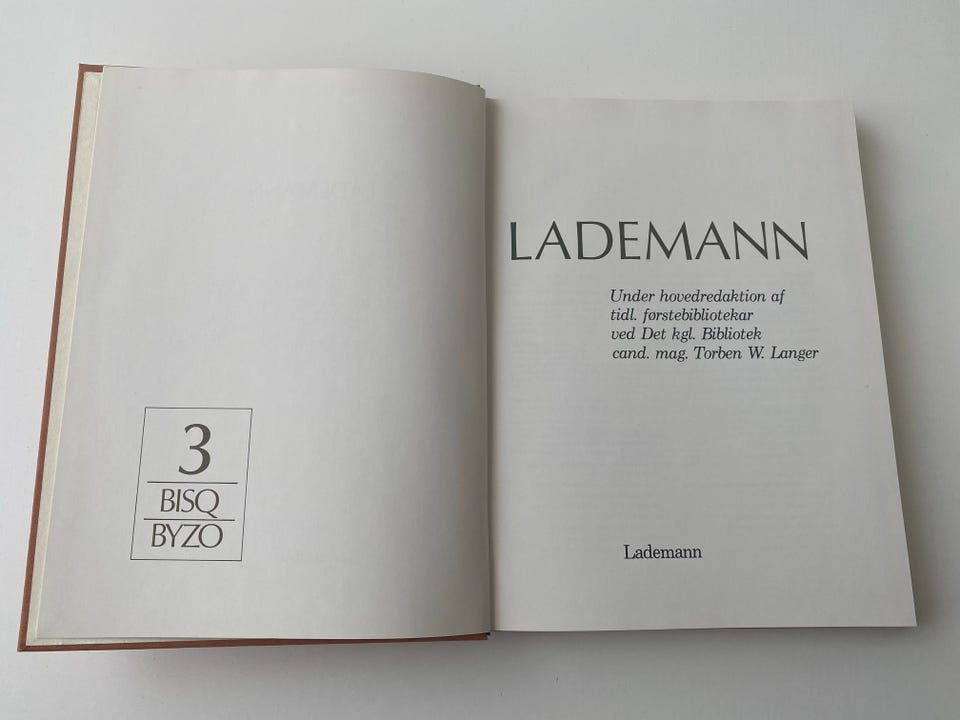 3
BISQ
BYZO
LADEMANN
Under hovedredaktion af
tidl. førstebibliotekar
ved Det kgl. Bibliotek
cand. mag. Torben W. Langer
Lademann